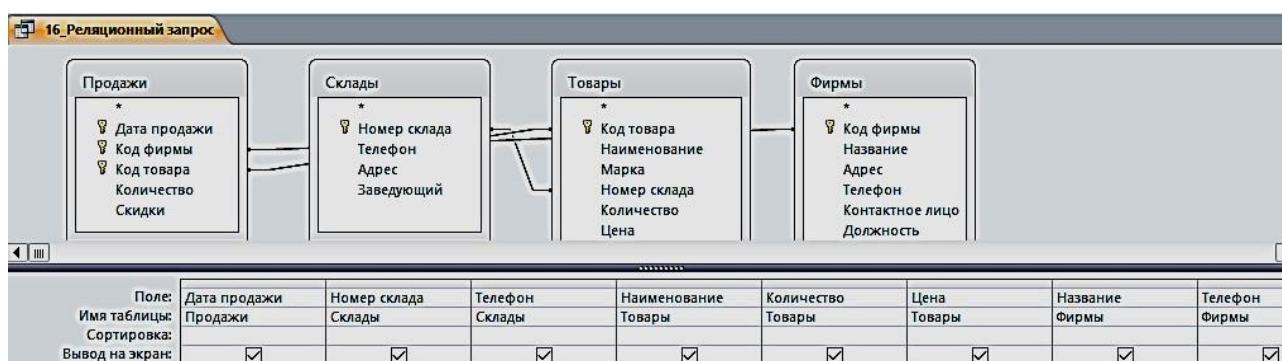 16_Реляционный запрос
Продажи
*
Дата продажи
Код фирмы
Код товара
Количество
Скидки
Склады
*
Номер склада
Телефон
Адрес
Заведующий
Товары
*
Код товара
Наименование
Марка
Номер склада
Количество
Цена
Фирмы
*
Код фирмы
Название
Адрес
Телефон
Контактное лицо
Должность
Поле: Дата продажи Номер склада Телефон Наименование Количество Цена Название Телефон
Имя таблицы: Продажи Склады Склады Товары Товары Товары Фирмы Фирмы
Сортировка:
Вывод на экран: